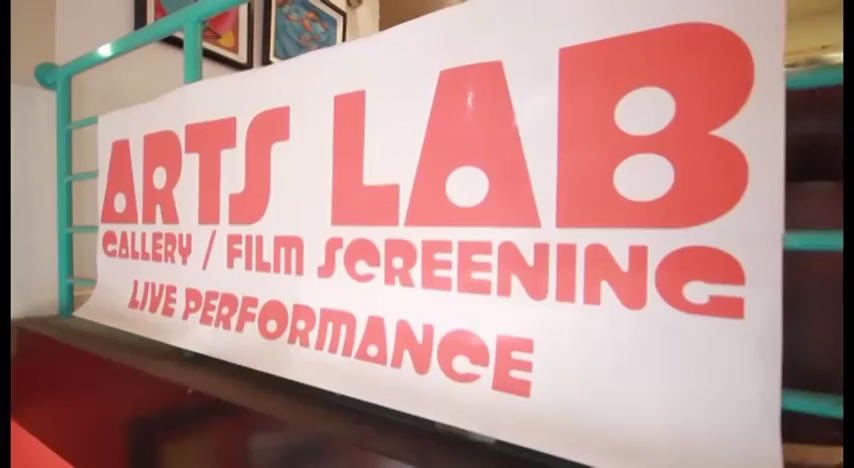 ARTS LAB
GALLERY / FILM SCREENING
LIVE PERFORMANCE